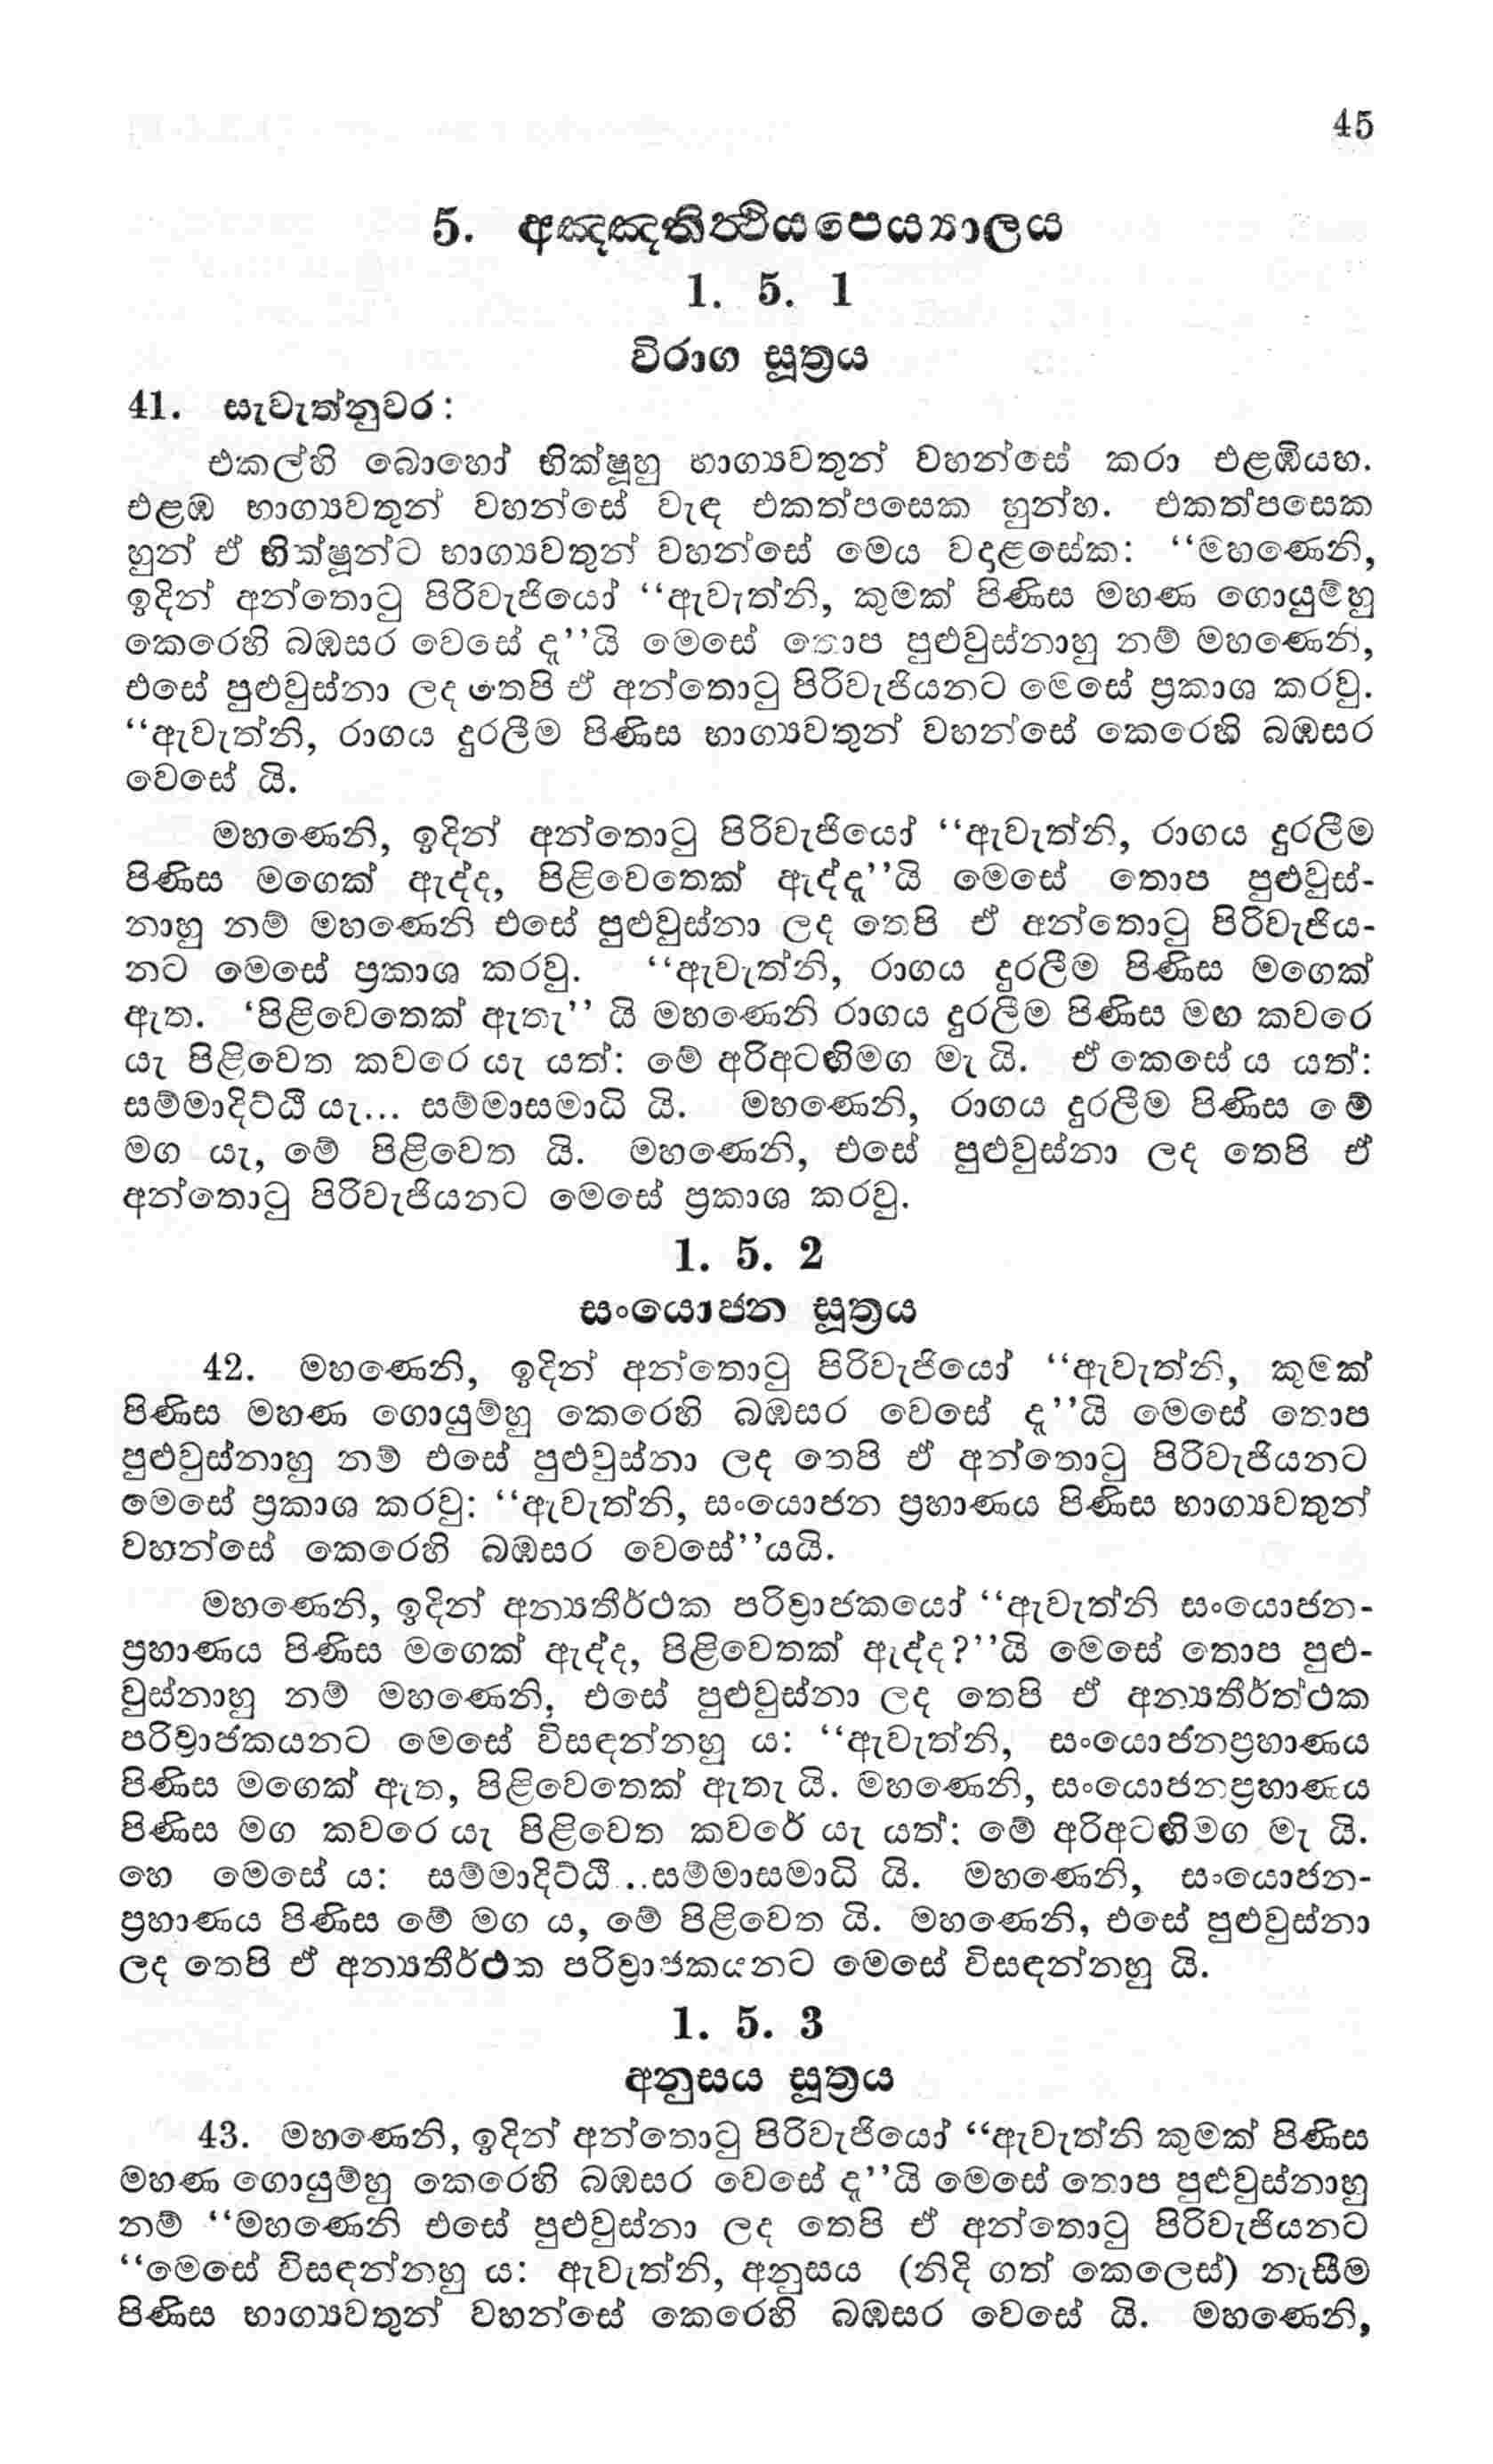 45
5. අඤ්ඤතිත්‍ථියපෙය්‍යාලය
1. 5. 1
විරාග සූත්‍රය
41. සැවැත්නුවර :
එකල්හි බොහෝ භික්ෂූහු භාග්‍යවතුන් වහන්සේ කරා එළඹියහ.
එළඹ භාග්‍යවතුන් වහන්සේ වැඳ එකත්පසෙක හුන්හ. එකත්පසෙක
හුන් ඒ භික්ෂූන්ට භාග්‍යවතුන් වහන්සේ මෙය වදාළසේක: “මහණෙනි,
ඉදින් අන්තොටු පිරිවැජියෝ “ඇවැත්නි, කුමක් පිණිස මහණ ගොයුම්හු
කෙරෙහි බඹසර වෙසේ දූ”යි මෙසේ තොප පුළුවුස්නාහු නම් මහණෙනි,
එසේ පුළුවුස්නා ලද තෙපි ඒ අන්තොටු පිරිවැජියනට මෙසේ ප්‍රකාශ කරවු.
“ඇවැත්නි, රාගය දුරලීම පිණිස භාග්‍යවතුන් වහන්සේ කෙරෙහි බඹසර
වෙසේ යි.
මහණෙනි, ඉදින් අන්තොටු පිරිවැජියෝ “ඇවැත්නි, රාගය දුරලීම
පිණිස මගෙක් ඇද්ද, පිළිවෙතෙක් ඇද්දූ”යි මෙසේ තොප පුළුවුස්-
නාහු නම් මහණෙනි එසේ පුළුවුස්නා ලද තෙපි ඒ අන්තොටු පිරිවැජිය-
නට මෙසේ ප්‍රකාශ කරවු. “ඇවැත්නි, රාගය දුරලීම පිණිස මගෙක්
ඇත. ‘පිළිවෙතෙක් ඇතැ” යි මහණෙනි රාගය දුරලීම පිණිස මඟ කවරෙ
යැ පිළිවෙත කවරෙ යැ යත්: මේ අරිඅටඟිමග මැ යි. ඒ කෙසේ ය යත්:
සම්මාදිට්ඨි යැ... සම්මාසමාධි යි. මහණෙනි, රාගය දුරලීම පිණිස මේ
මග යැ, මේ පිළිවෙත යි. මහණෙනි, එසේ පුළුවුස්නා ලද තෙපි ඒ
අන්තොටු පිරිවැජියනට මෙසේ ප්‍රකාශ කරවු.
1. 5. 2
සංයොජන සූත්‍රය
42. මහණෙනි, ඉදින් අන්තොටු පිරිවැජියෝ “ඇවැත්නි, කුමක්
පිණිස මහණ ගොයුම්හු කෙරෙහි බඹසර වෙසේ දූ”යි මෙසේ තොප
පුළුවුස්නාහු නම් එසේ පුළුවුස්නා ලද තෙපි ඒ අන්තොටු පිරිවැජියනට
මෙසේ ප්‍රකාශ කරවු: “ඇවැත්නි, සංයොජන ප්‍රහාණය පිණිස භාග්‍යවතුන්
වහන්සේ කෙරෙහි බඹසර වෙසේ”යයි.
මහණෙනි, ඉදින් අන්‍යතීර්ථක පරිව්‍රාජකයෝ “ඇවැත්නි සංයොජන-
ප්‍රහාණය පිණිස මගෙක් ඇද්ද, පිළිවෙතක් ඇද්ද?”යි මෙසේ තොප පුළු-
වුස්නාහු නම් මහණෙනි, එසේ පුළුවුස්නා ලද තෙපි ඒ අන්‍යතීර්ත්ථක
පරිව්‍රාජකයනට මෙසේ විසඳන්නහු ය: “ඇවැත්නි, සංයොජනප්‍රහාණය
පිණිස මගෙක් ඇත, පිළිවෙතෙක් ඇතැ යි. මහණෙනි, සංයොජනප්‍රහාණය
පිණිස මග කවරෙ යැ පිළිවෙත කවරේ යැ යත්: මේ අරිඅටඟිමග මැ යි.
හෙ මෙසේ ය: සම්මාදිට්ඨි...සම්මාසමාධි යි. මහණෙනි, සංයොජන-
ප්‍රහාණය පිණිස මේ මග ය, මේ පිළිවෙත යි. මහණෙනි, එසේ පුළුවුස්නා
ලද තෙපි ඒ අන්‍යතීර්ථක පරිව්‍රාජකයනට මෙසේ විසඳන්නහු යි.
1. 5. 3
අනුසය සූත්‍රය
43. මහණෙනි, ඉදින් අන්තොටු පිරිවැජියෝ “ඇවැත්නි කුමක් පිණිස
මහණ ගොයුම්හු කෙරෙහි බඹසර වෙසේ දූ”යි මෙසේ තොප පුළුවුස්නාහු
නම් “මහණෙනි එසේ පුළුවුස්නා ලද තෙපි ඒ අන්තොටු පිරිවැජියනට
“මෙසේ විසඳන්නහු ය: ඇවැත්නි, අනුසය (නිදි ගත් කෙලෙස්) නැසීම
පිණිස භාග්‍යවතුන් වහන්සේ කෙරෙහි බඹසර වෙසේ යි. මහණෙනි,